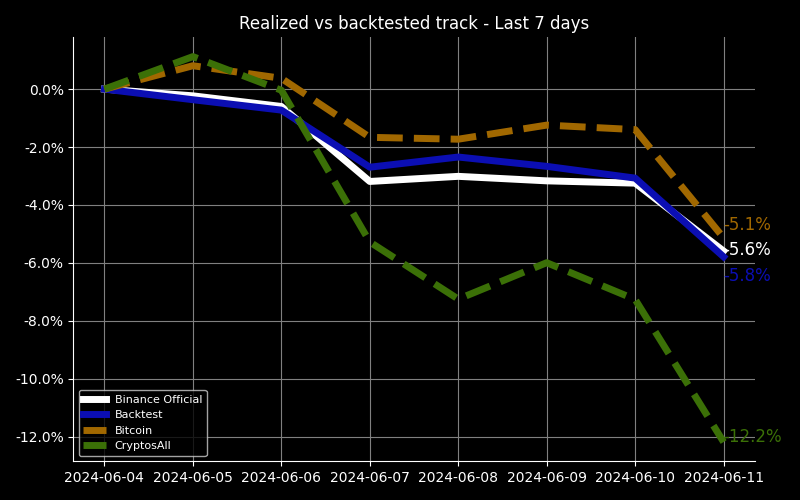 Realized vs backtested track - Last 7 days
0.0%
-2.0%
-4.0%
-6.0%
-8.0%
-10.0%
-12.0%
-5.1%
-5.6%
-5.8%
-12.2%
Binance Official
Backtest
Bitcoin
CryptosAll
2024-06-04 2024-06-05 2024-06-06 2024-06-07 2024-06-08 2024-06-09 2024-06-10 2024-06-11